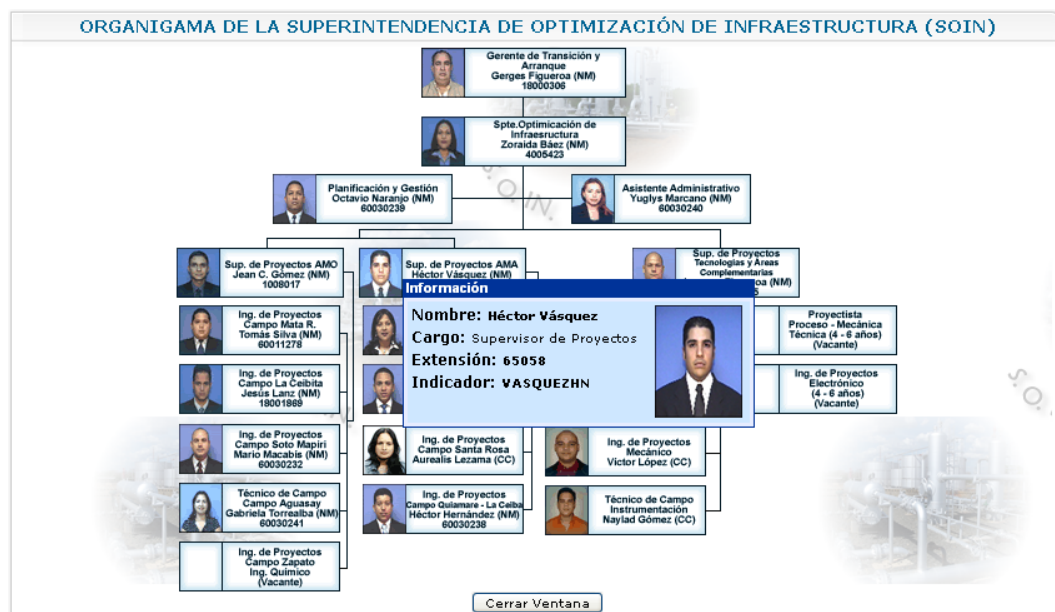 ORGANIGAMA DE LA SUPERINTENDENCIA DE OPTIMIZACIÓN DE INFRAESTRUCTURA (SOIN)
Gerente de Transición y
Arranque
Gerges Figueroa (NM)
18000306
Spte.Optimicación de
Infraesructura
Zoraida Báez (NM)
4005423
Planificación y Gestión
Octavio Naranjo (NM)
60030239
Asistente Administrativo
Yuglys Marcano (NM)
60030240
S.O.IN.
Sup. de Proyectos AMO
Jean C. Gómez (NM)
1008017
Sup. de Proyectos AMA
Héctor Vásquez (NM)
Sup. de Proyectos
Tecnologías y Áreas
Complementarias
(NM)
Información
Nombre: Héctor Vásquez
Cargo: Supervisor de Proyectos
Extensión: 65058
Indicador: VASQUEZHN
Ing. de Proyectos
Campo Mata R.
Tomás Silva (NM)
60011278
Proyectista
Proceso - Mecánica
Técnica (4 - 6 años)
(Vacante)
Ing. de Proyectos
Campo La Ceibita
Jesús Lanz (NM)
18001869
Ing. de Proyectos
Electrónico
(4 - 6 años)
(Vacante)
S.O.
IN.
Ing. de Proyectos
Campo Soto Mapiri
Mario Macabís (NM)
60030232
Ing. de Proyectos
Campo Santa Rosa
Aurealis Lezama (CC)
Ing. de Proyectos
Mecánico
Victor López (CC)
Técnico de Campo
Campo Aguasay
Gabriela Torrealba (NM)
60030241
Ing. de Proyectos
Campo Quiamare - La Ceiba
Héctor Hernández (NM)
60030238
Técnico de Campo
Instrumentación
Naylad Gómez (CC)
Ing. de Proyectos
Campo Zapato
Ing. Químico
(Vacante)
Cerrar Ventana